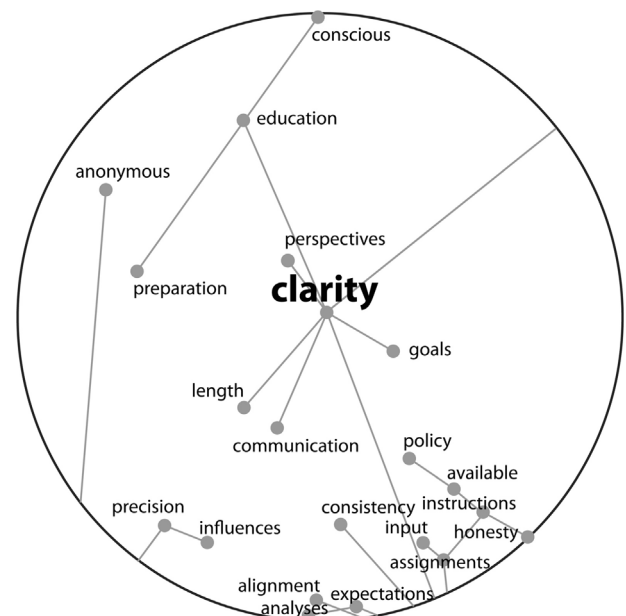 conscious
education
anonymous
perspectives
preparation
clarity
goals
length
communication
policy
available
precision
consistency
instructions
influences
input
honesty
assignments
alignment
expectations
analyses